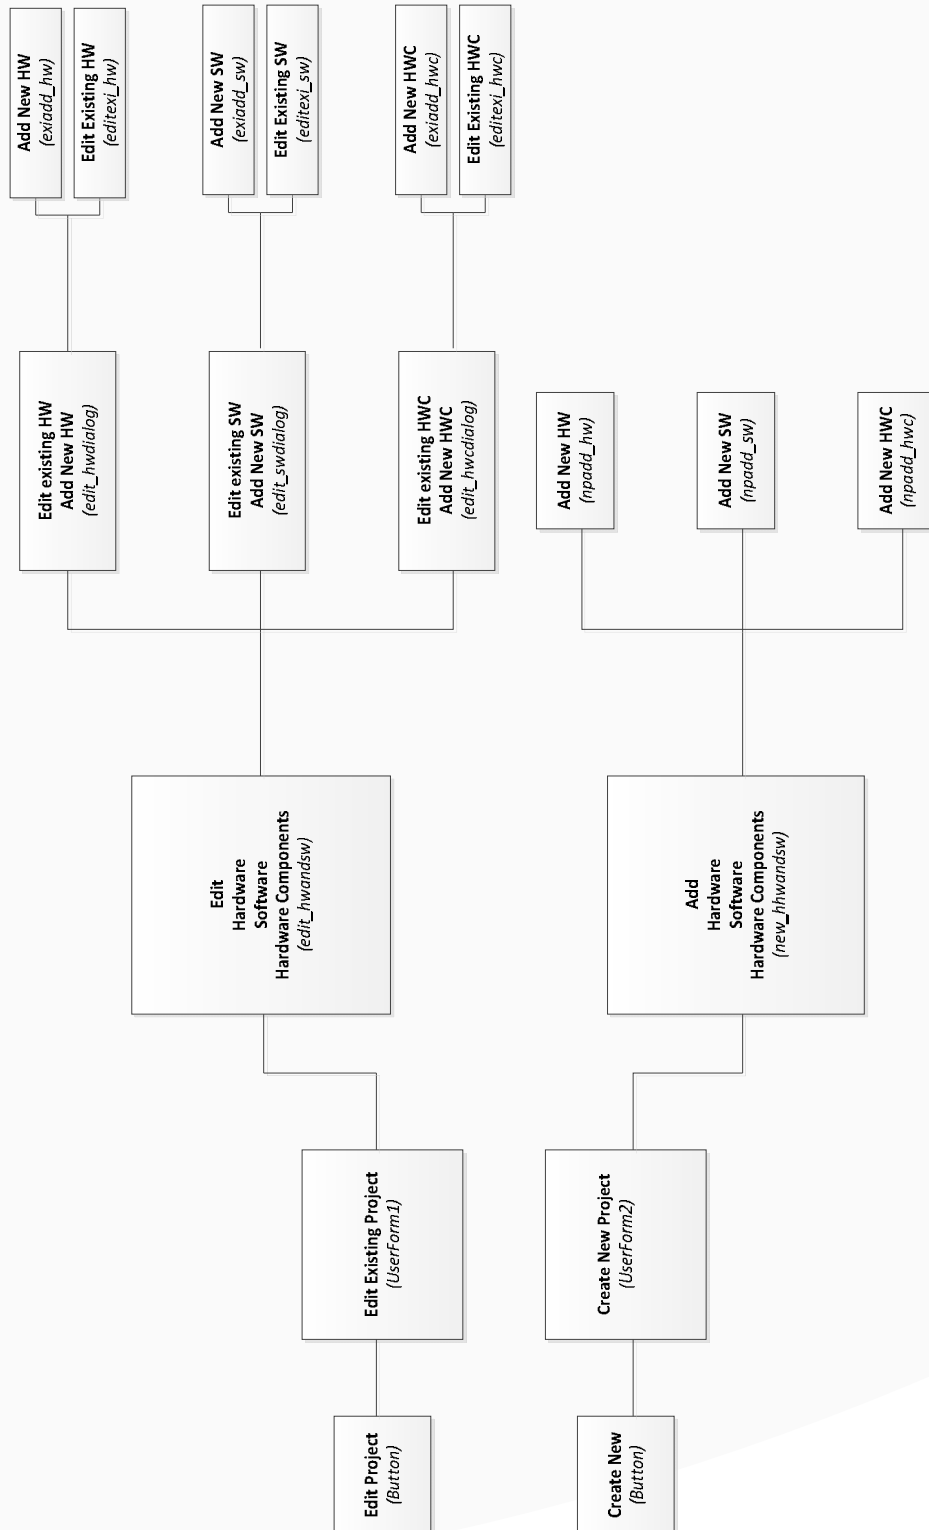 Add New HW
(exiadd_hw)
Edit Existing HW
(editexi_hw)
Add New SW
(exiadd_sw)
Edit Existing SW
(editexi_sw)
Add New HWC
(exiadd_hwc)
Edit Existing HWC
(editexi_hwc)
Edit existing HW
Add New HW
(edit_hwdialog)
Edit existing SW
Add New SW
(edit_swdialog)
Edit existing HWC
Add New HWC
(edit_hwcdialog)
Add New HW
(npadd_hw)
Add New SW
(npadd_sw)
Add New HWC
(npadd_hwc)
Edit
Hardware
Software
Hardware Components
(edit_hwandsw)
Add
Hardware
Software
Hardware Components
(new_hhwandsw)
Edit Existing Project
(UserForm1)
Create New Project
(UserForm2)
Edit Project
(Button)
Create New
(Button)